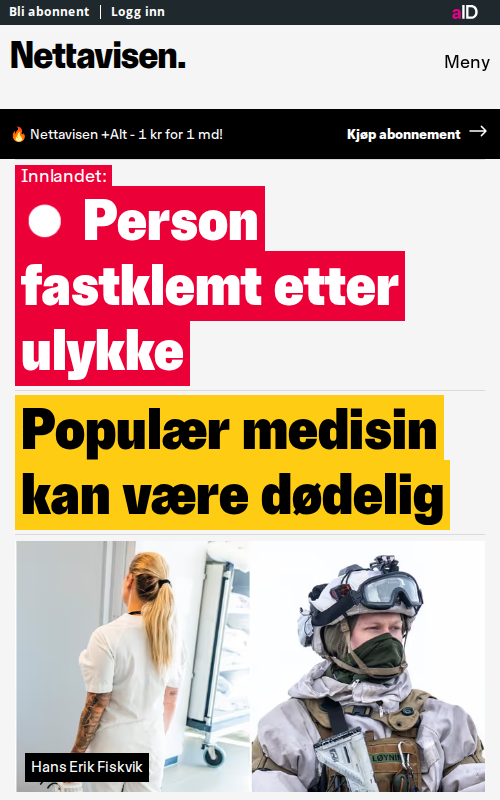 Bli abonnent | Logg inn
aID
Nettavisen.
Meny
🔥 Nettavisen +Alt - 1 kr for 1 md!
Kjøp abonnement →
Innlandet:
Person
fastklemt etter
ulykke
Populær medisin
kan være dødelig
LØYNING
Hans Erik Fiskvik